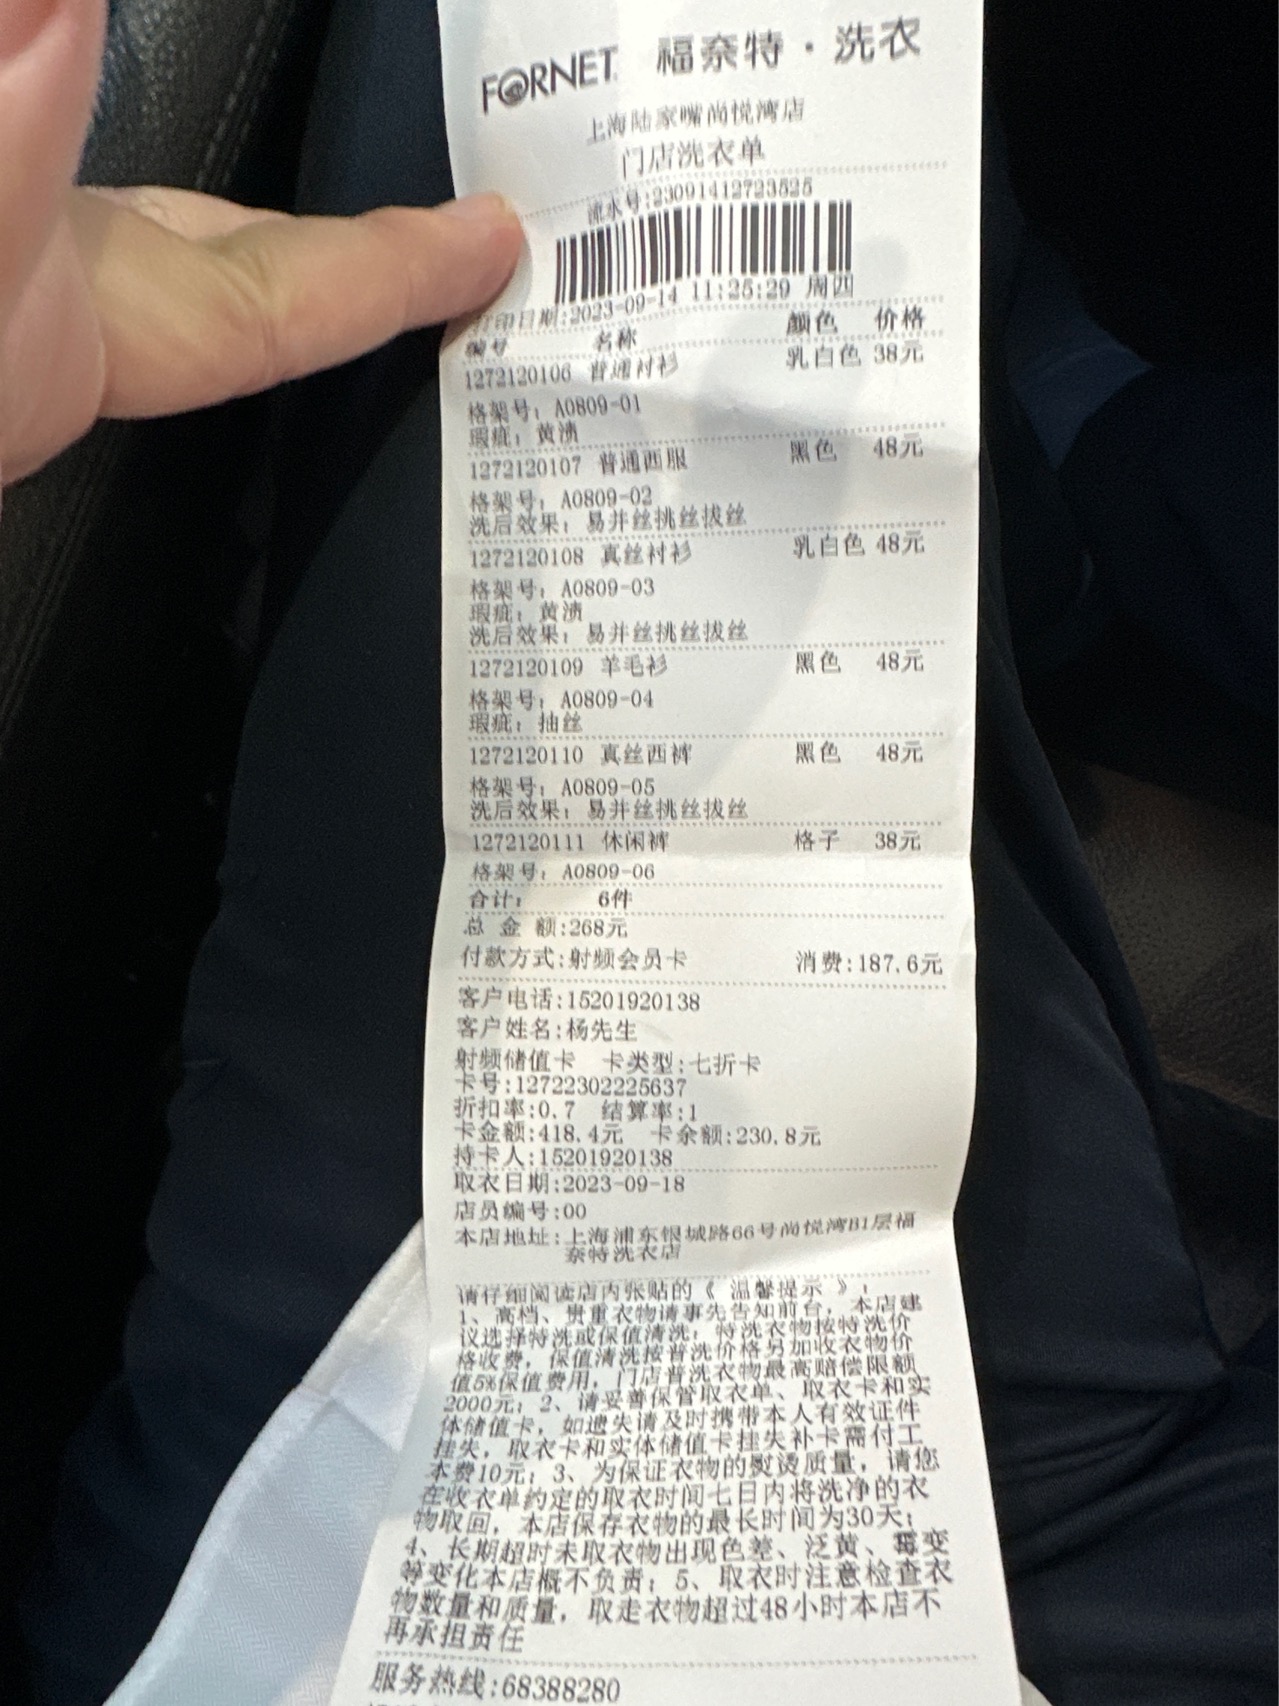 FORNET 福奈特·洗衣
上海陆家嘴尚悦湾店
门店洗衣单
流水号:23091412723525
打印日期:2023-09-14 11:25:29 周四
编号 名称 颜色 价格
1272120106 普通衬衫 乳白色 38元
格架号：A0809-01
瑕疵：黄渍
1272120107 普通西服 黑色 48元
格架号：A0809-02
洗后效果：易并丝挑丝拔丝
1272120108 真丝衬衫 乳白色 48元
格架号：A0809-03
瑕疵：黄渍
洗后效果：易并丝挑丝拔丝
1272120109 羊毛衫 黑色 48元
格架号：A0809-04
瑕疵：抽丝
1272120110 真丝西裤 黑色 48元
格架号：A0809-05
洗后效果：易并丝挑丝拔丝
1272120111 休闲裤 格子 38元
格架号：A0809-06
合计： 6件
总 金 额:268元
付款方式:射频会员卡 消费:187.6元
客户电话:15201920138
客户姓名:杨先生
射频储值卡 卡类型:七折卡
卡号:12722302225637
折扣率:0.7 结算率:1
卡金额:418.4元 卡余额:230.8元
持卡人:15201920138
取衣日期:2023-09-18
店员编号:00
本店地址:上海浦东银城路66号尚悦湾B1层福
奈特洗衣店
请仔细阅读店内张贴的《 温馨提示 》：
1、高档、贵重衣物请事先告知前台，本店建
议选择特洗或保值清洗；特洗衣物按特洗价
格收费，保值清洗按普洗价格另加收衣物价
值5%保值费用，门店普洗衣物最高赔偿限额
2000元；2、请妥善保管取衣单、取衣卡和实
体储值卡，如遗失请及时携带本人有效证件
挂失，取衣卡和实体储值卡挂失补卡需付工
本费10元；3、为保证衣物的熨烫质量，请您
在收衣单约定的取衣时间七日内将洗净的衣
物取回，本店保存衣物的最长时间为30天；
4、长期超时未取衣物出现色差、泛黄、霉变
等变化本店概不负责；5、取衣时注意检查衣
物数量和质量，取走衣物超过48小时本店不
再承担责任
服务热线:68388280